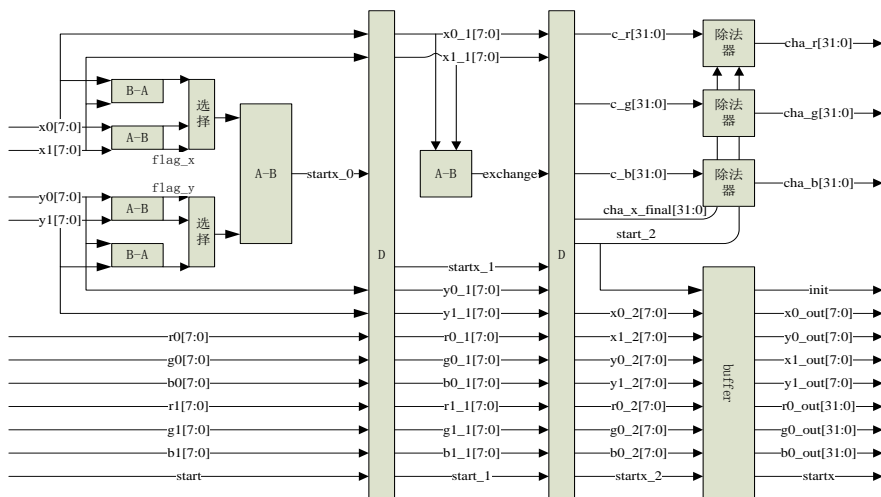 x0_1[7:0] c_r[31:0] 除法器 cha_r[31:0]
x1_1[7:0]
B-A 选择
x0[7:0] c_g[31:0] 除法器 cha_g[31:0]
x1[7:0] A-B
flag_x
A-B startx_0 A-B exchange c_b[31:0] 除法器 cha_b[31:0]
flag_y
y0[7:0] A-B 选择
y1[7:0] cha_x_final[31:0]
start_2
B-A D D
startx_1
y0_1[7:0] init
y1_1[7:0] x0_2[7:0] x0_out[7:0]
r0[7:0] r0_1[7:0] x1_2[7:0] y0_out[7:0]
g0[7:0] g0_1[7:0] y0_2[7:0] x1_out[7:0]
b0[7:0] b0_1[7:0] y1_2[7:0] buffer y1_out[7:0]
r1[7:0] r1_1[7:0] r0_2[7:0] r0_out[31:0]
g1[7:0] g1_1[7:0] g0_2[7:0] g0_out[31:0]
b1[7:0] b1_1[7:0] b0_2[7:0] b0_out[31:0]
start start_1 startx_2 startx